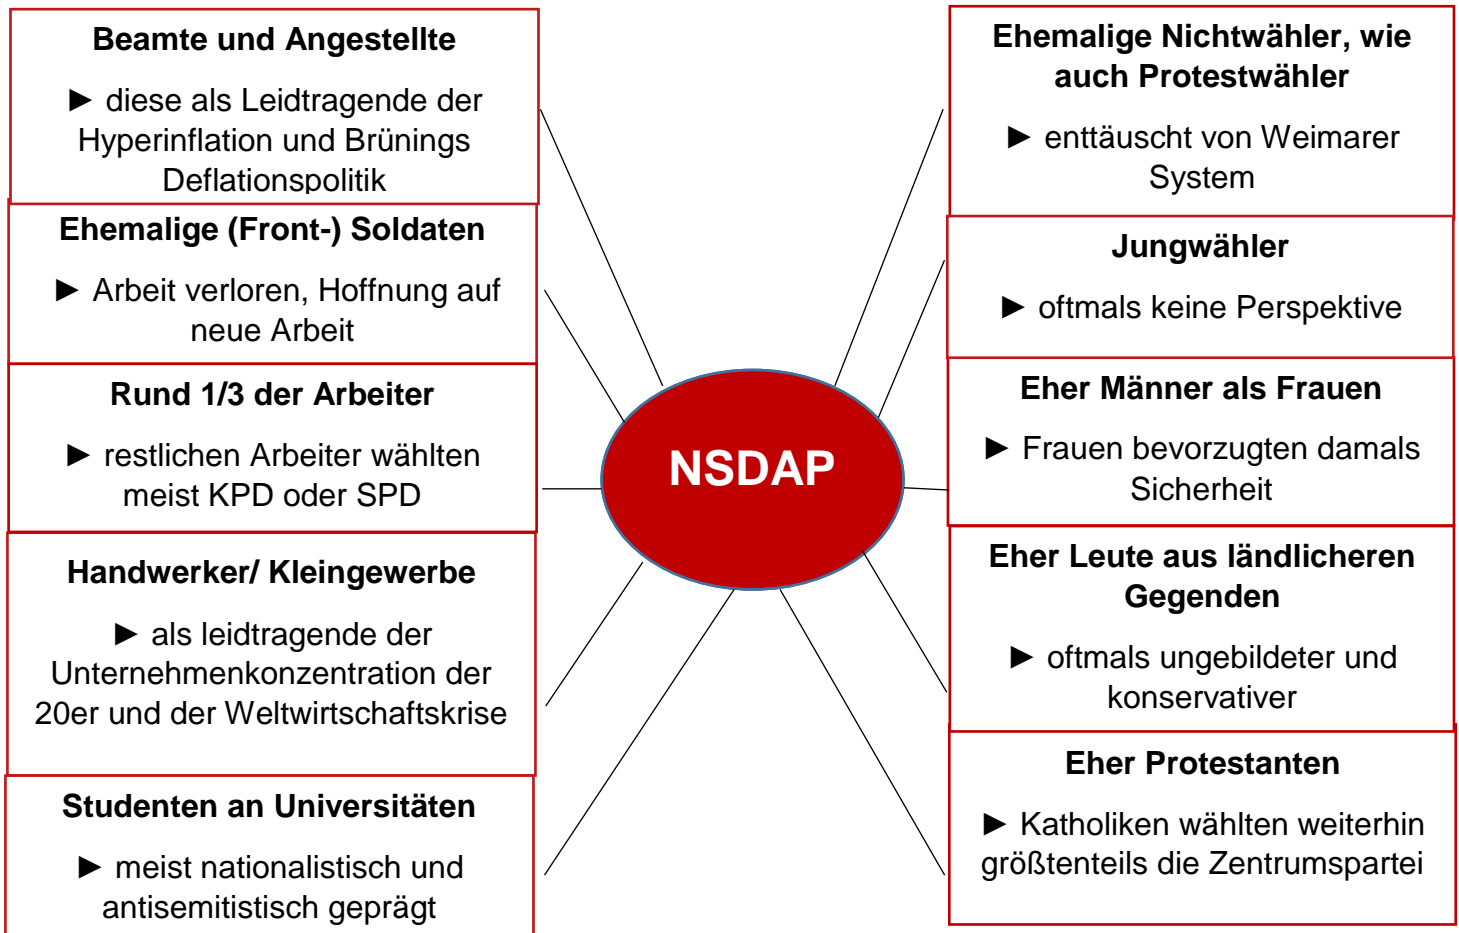 Beamte und Angestellte
► diese als Leidtragende der
Hyperinflation und Brünings
Deflationspolitik
Ehemalige (Front-) Soldaten
► Arbeit verloren, Hoffnung auf
neue Arbeit
Rund 1/3 der Arbeiter
► restlichen Arbeiter wählten
meist KPD oder SPD
Handwerker/ Kleingewerbe
► als leidtragende der
Unternehmenkonzentration der
20er und der Weltwirtschaftskrise
Studenten an Universitäten
► meist nationalistisch und
antisemitistisch geprägt
NSDAP
Ehemalige Nichtwähler, wie
auch Protestwähler
► enttäuscht von Weimarer
System
Jungwähler
► oftmals keine Perspektive
Eher Männer als Frauen
► Frauen bevorzugten damals
Sicherheit
Eher Leute aus ländlicheren
Gegenden
► oftmals ungebildeter und
konservativer
Eher Protestanten
► Katholiken wählten weiterhin
größtenteils die Zentrumspartei